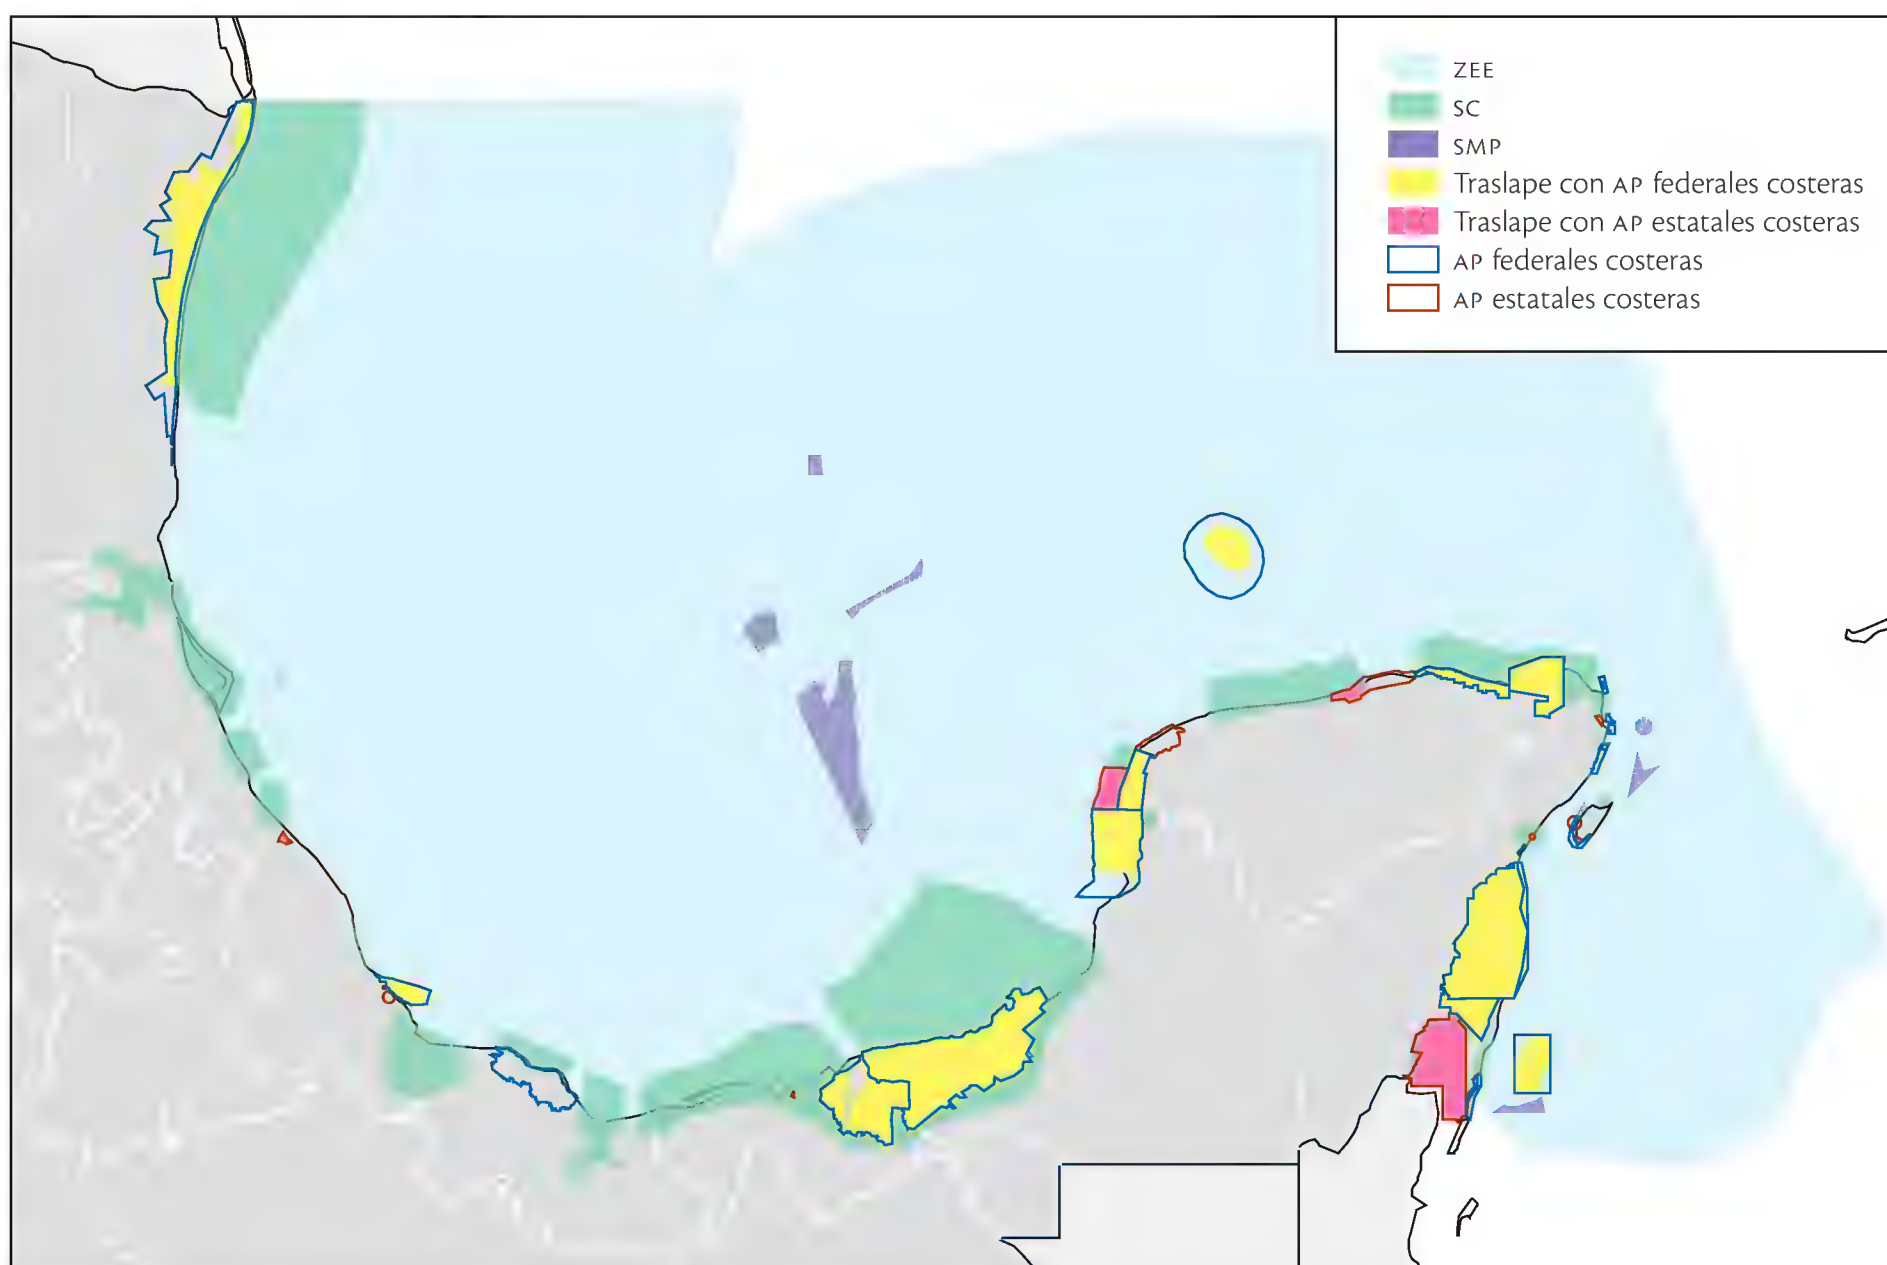 ZEE
SC
SMP
Traslape con AP federales costeras
Traslape con AP estatales costeras
AP federales costeras
AP estatales costeras